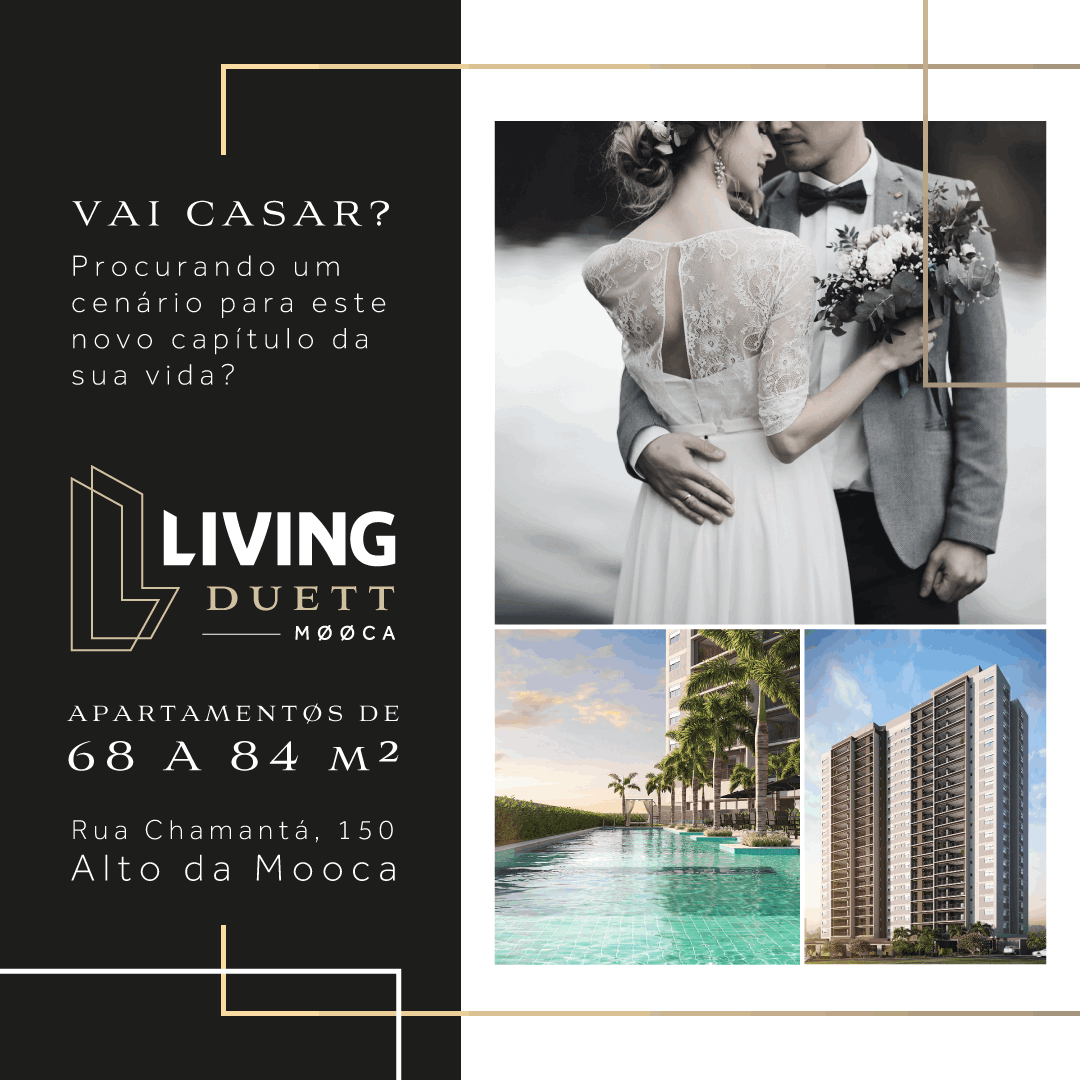 VAI CASAR?
Procurando um
cenário para este
novo capítulo da
sua vida?
LIVING
DUETT
MØØCA
APARTAMENTØS DE
68 A 84 M²
Rua Chamantá, 150
Alto da Mooca